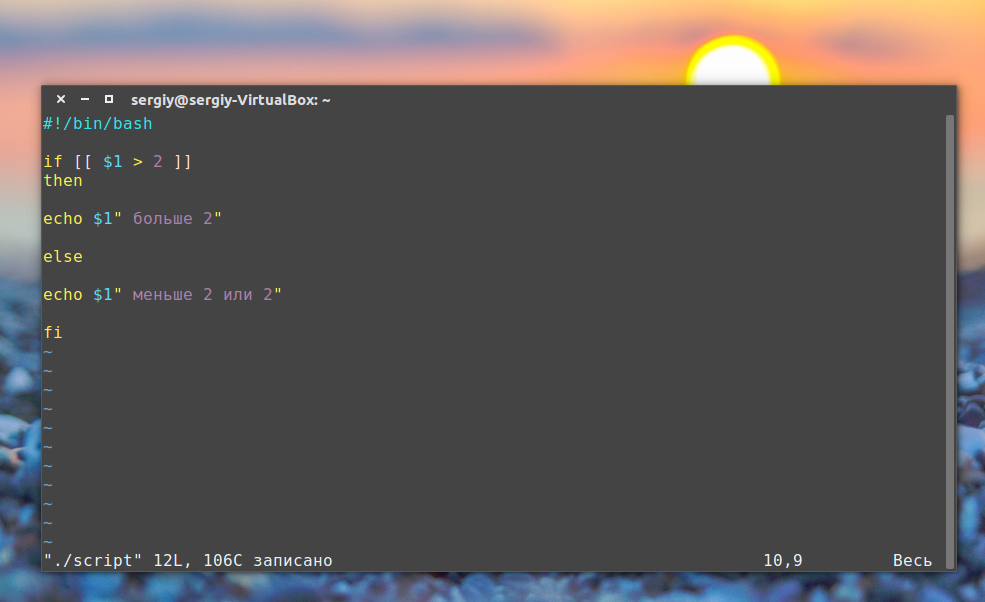 sergiy@sergiy-VirtualBox: ~
#!/bin/bash
if [[ $1 > 2 ]]
then
echo $1" больше 2"
else
echo $1" меньше 2 или 2"
fi
~
~
~
~
~
~
~
~
~
~
~
"./script" 12L, 106C записано 10,9 Весь